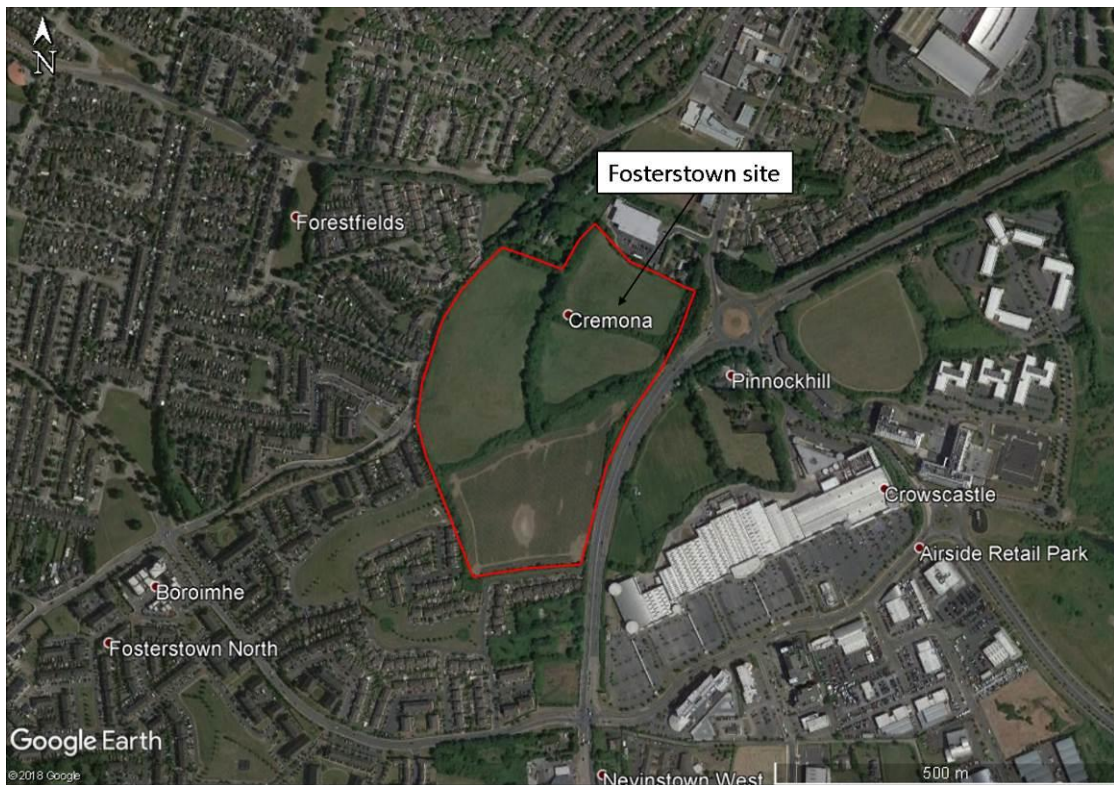 N
Fosterstown site
Forestfields
Cremona
Pinnockhill
Crowscastle
Airside Retail Park
Boroimhe
Fosterstown North
Google Earth
© 2018 Google
Nevinstown West
500 m